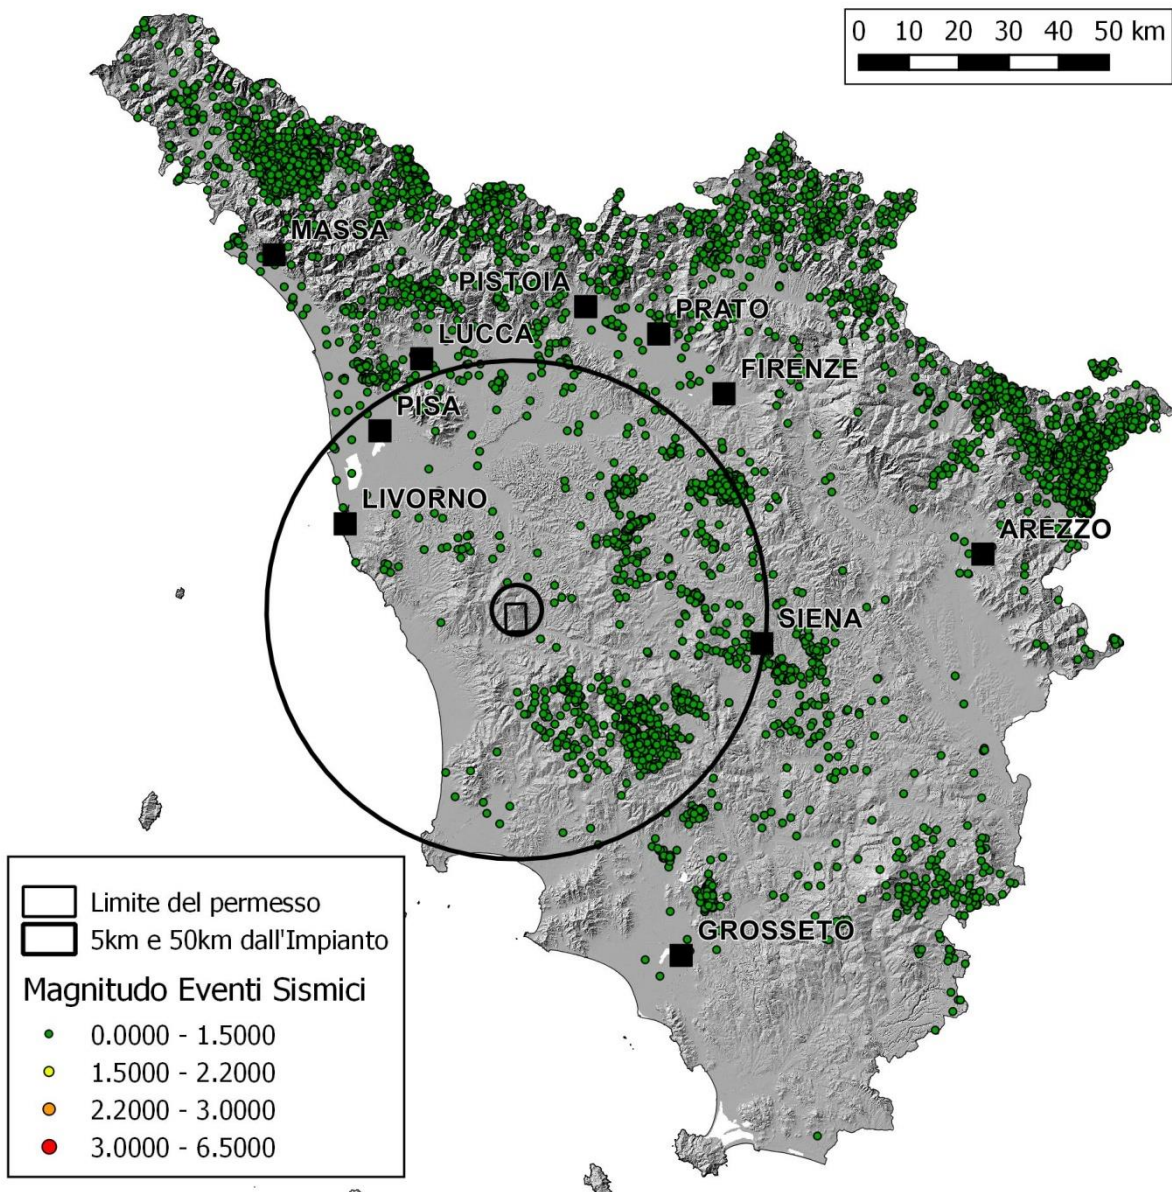 0 10 20 30 40 50 km
MASSA
PISTOIA
PRATO
LUCCA
FIRENZE
PISA
LIVORNO
AREZZO
SIENA
GROSSETO
Limite del permesso
5km e 50km dall'Impianto
Magnitudo Eventi Sismici
0.0000 - 1.5000
1.5000 - 2.2000
2.2000 - 3.0000
3.0000 - 6.5000